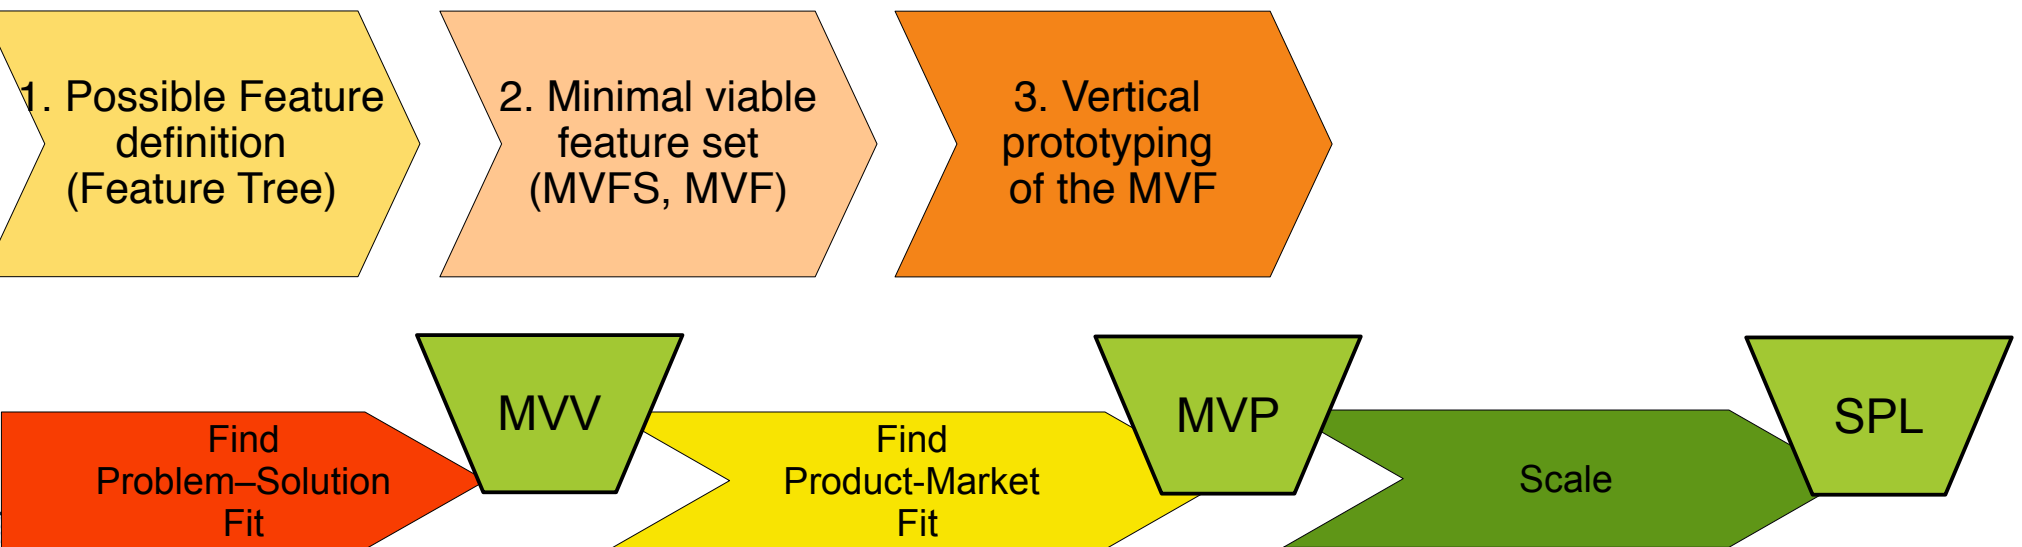 1. Possible Feature
definition
(Feature Tree)
2. Minimal viable
feature set
(MVFS, MVF)
3. Vertical
prototyping
of the MVF
MVV
MVP
SPL
Find
Problem–Solution
Fit
Find
Product-Market
Fit
Scale